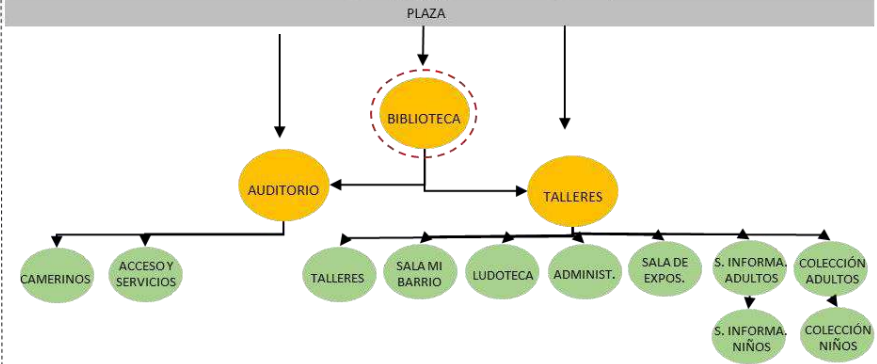 PLAZA
BIBLIOTECA
AUDITORIO
TALLERES
CAMERINOS
ACCESO Y
SERVICIOS
TALLERES
SALA MI
BARRIO
LUDOTECA
ADMINIST.
SALA DE
EXPOS.
S. INFORMA.
ADULTOS
COLECCIÓN
ADULTOS
S. INFORMA.
NIÑOS
COLECCIÓN
NIÑOS